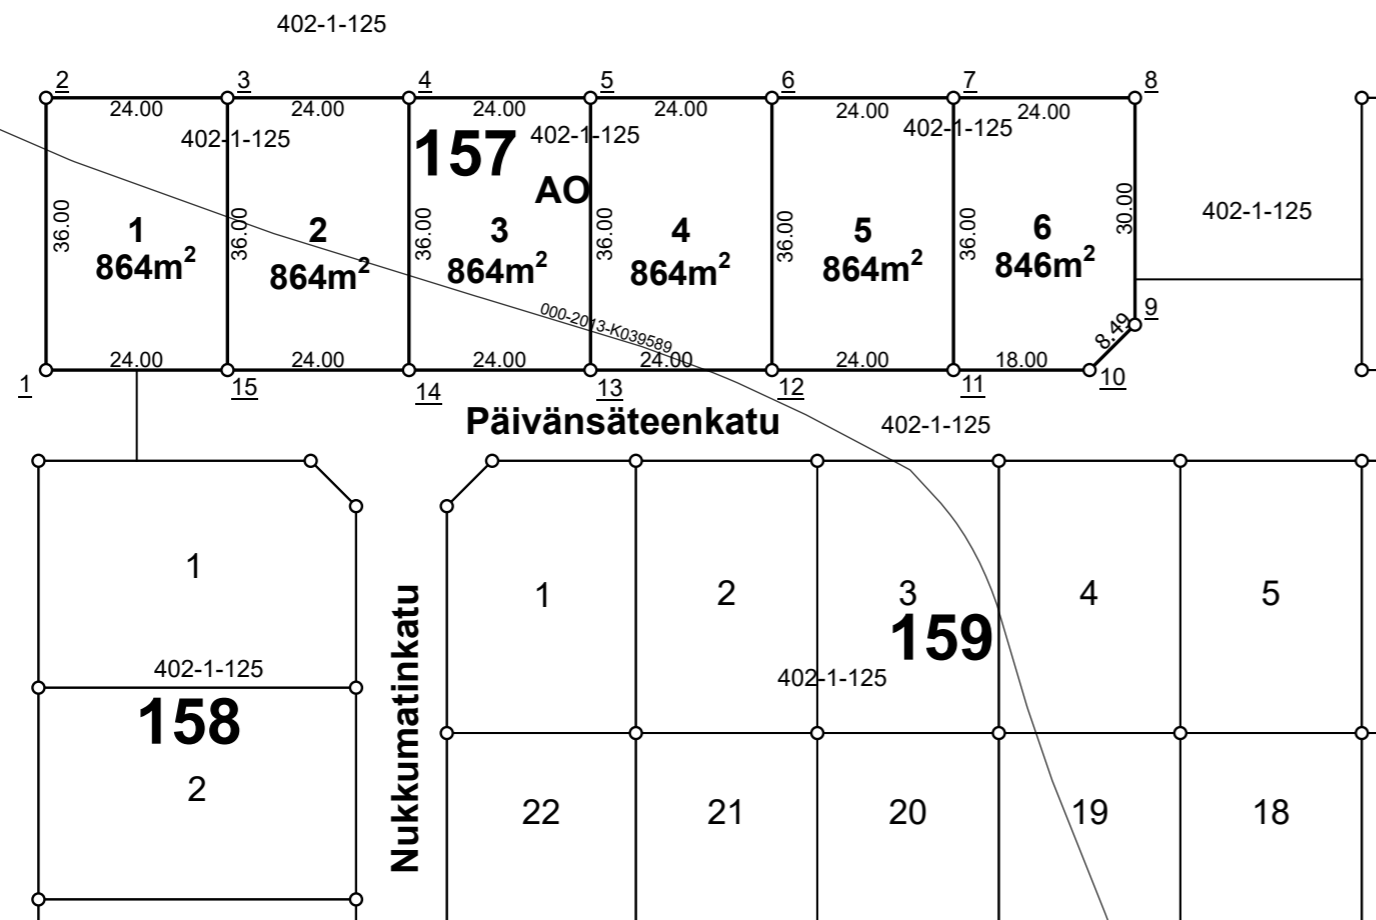 402-1-125
2 3 4 5 6 7 8
24.00 24.00 24.00 24.00 24.00 24.00
402-1-125 157 402-1-125 402-1-125
AO
36.00 36.00 36.00 36.00 36.00 36.00 30.00
402-1-125
1 2 3 4 5 6
864m² 864m² 864m² 864m² 864m² 846m²
000-2013-K039589
9
8.49
24.00 24.00 24.00 24.00 24.00 18.00
1 15 14 13 12 11 10
Päivänsäteenkatu
402-1-125
1
402-1-125
158
2
Nukkumatinkatu
1 2 3 4 5
159
402-1-125
22 21 20 19 18